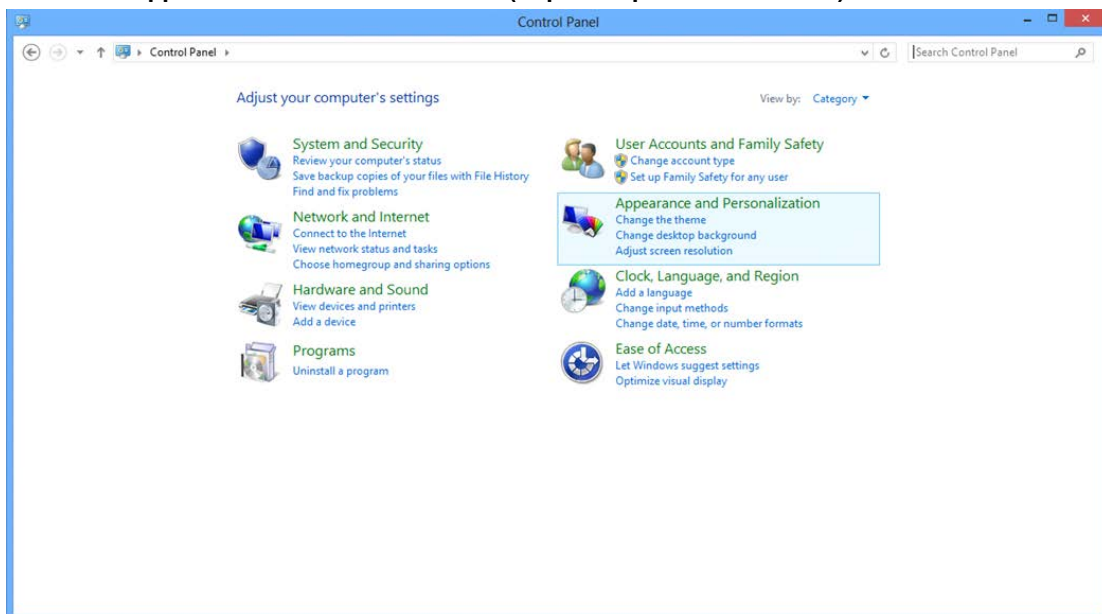 Control Panel
Control Panel
Search Control Panel
Adjust your computer's settings
View by: Category
System and Security
Review your computer's status
Save backup copies of your files with File History
Find and fix problems
Network and Internet
Connect to the Internet
View network status and tasks
Choose homegroup and sharing options
Hardware and Sound
View devices and printers
Add a device
Programs
Uninstall a program
User Accounts and Family Safety
Change account type
Set up Family Safety for any user
Appearance and Personalization
Change the theme
Change desktop background
Adjust screen resolution
Clock, Language, and Region
Add a language
Change input methods
Change date, time, or number formats
Ease of Access
Let Windows suggest settings
Optimize visual display